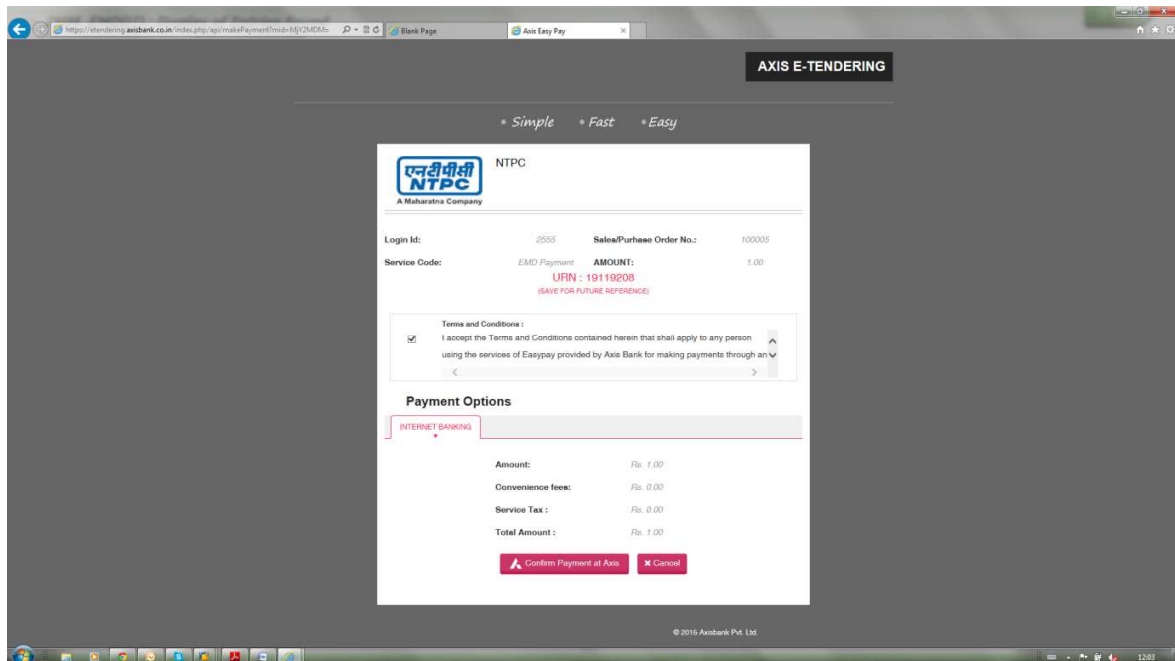 https://etendering.axisbank.co.in/index.php/api/makePayment?mid=MjY2MDM=
Blank Page
Axis Easy Pay
AXIS E-TENDERING
Simple Fast Easy
एनटीपीसी
NTPC
A Maharatna Company
NTPC
Login Id: 2555 Sales/Purhase Order No.: 100005
Service Code: EMD Payment AMOUNT: 1.00
URN : 19119208
(SAVE FOR FUTURE REFERENCE)
Terms and Conditions :
I accept the Terms and Conditions contained herein that shall apply to any person
using the services of Easypay provided by Axis Bank for making payments through an
Payment Options
INTERNET BANKING
Amount: Rs. 1.00
Convenience fees: Rs. 0.00
Service Tax : Rs. 0.00
Total Amount : Rs. 1.00
Confirm Payment at Axis Cancel
© 2016 Axisbank Pvt. Ltd.
12:03